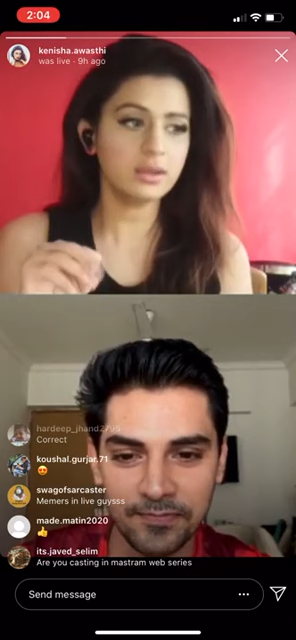 2:04
kenisha.awasthi
was live · 9h ago
hardeep_jhand2706
Correct
koushal.gurjar.71
😍
swagofsarcaster
Memers in live guysss
made.matin2020
👍
its.javed_selim
Are you casting in mastram web series
Send message